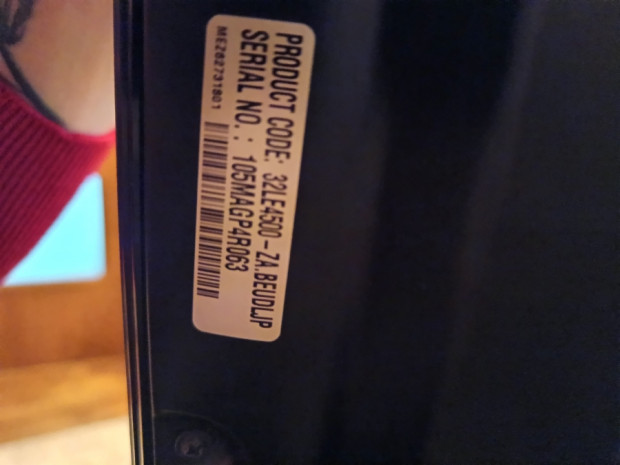 PRODUCT CODE: 32LE4500-ZA.BEUDLJP
SERIAL NO. : 105MAGP4R063
MEZ62731801